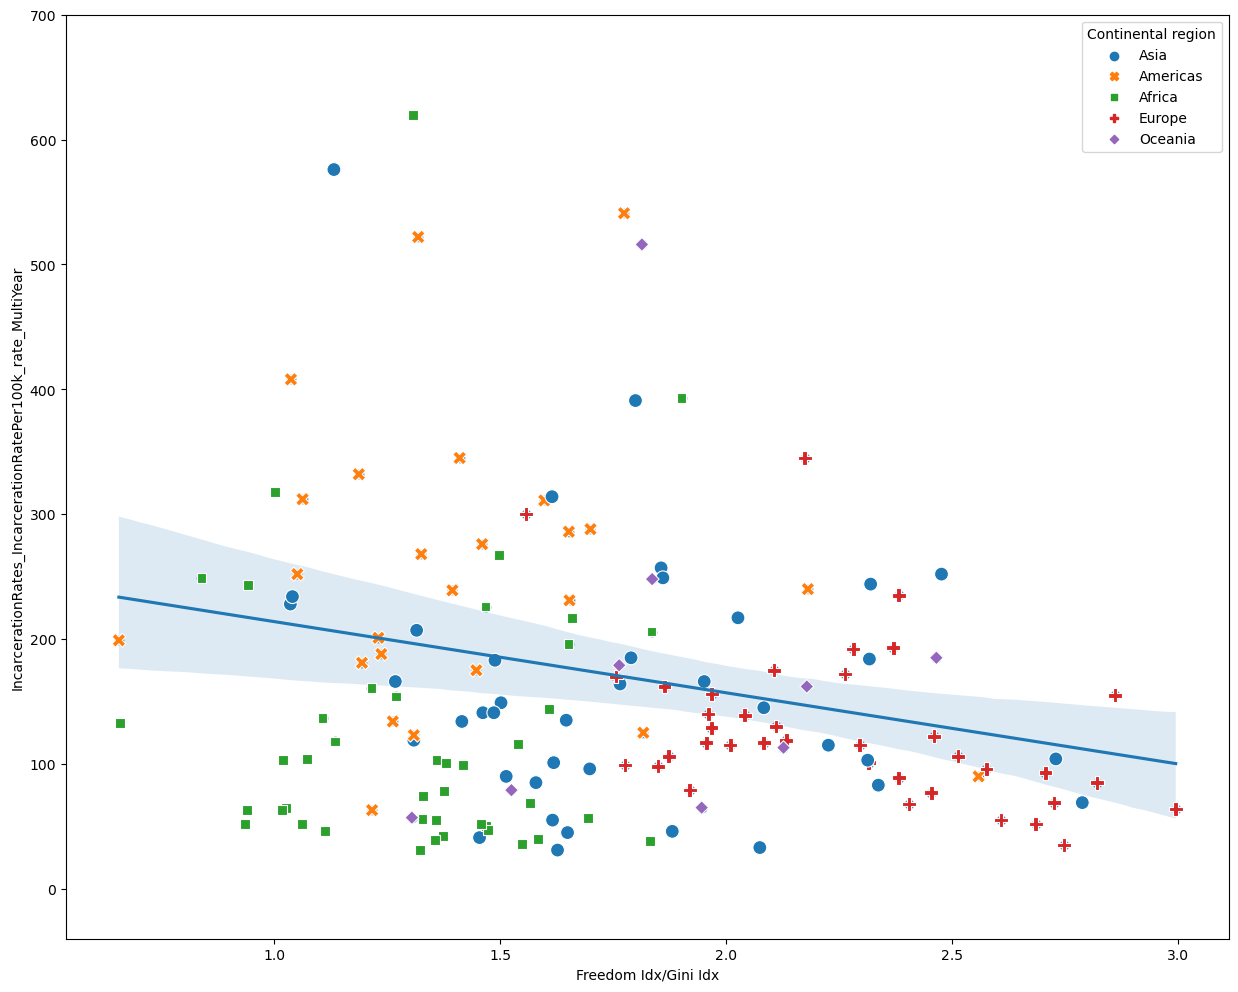 700
600
500
400
300
200
100
0
IncarcerationRates_IncarcerationRatePer100k_rate_MultiYear
Continental region
Asia
Americas
Africa
Europe
Oceania
1.0
1.5
2.0
2.5
3.0
Freedom Idx/Gini Idx